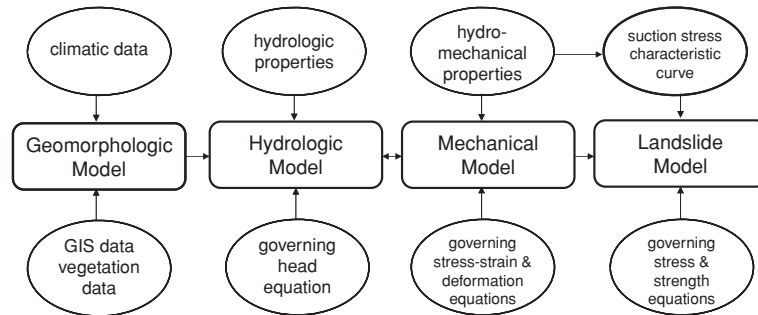 climatic data
hydrologic
properties
hydro-
mechanical
properties
suction stress
characteristic
curve
Geomorphologic
Model
Hydrologic
Model
Mechanical
Model
Landslide
Model
GIS data
vegetation
data
governing
head
equation
governing
stress-strain &
deformation
equations
governing
stress &
strength
equations